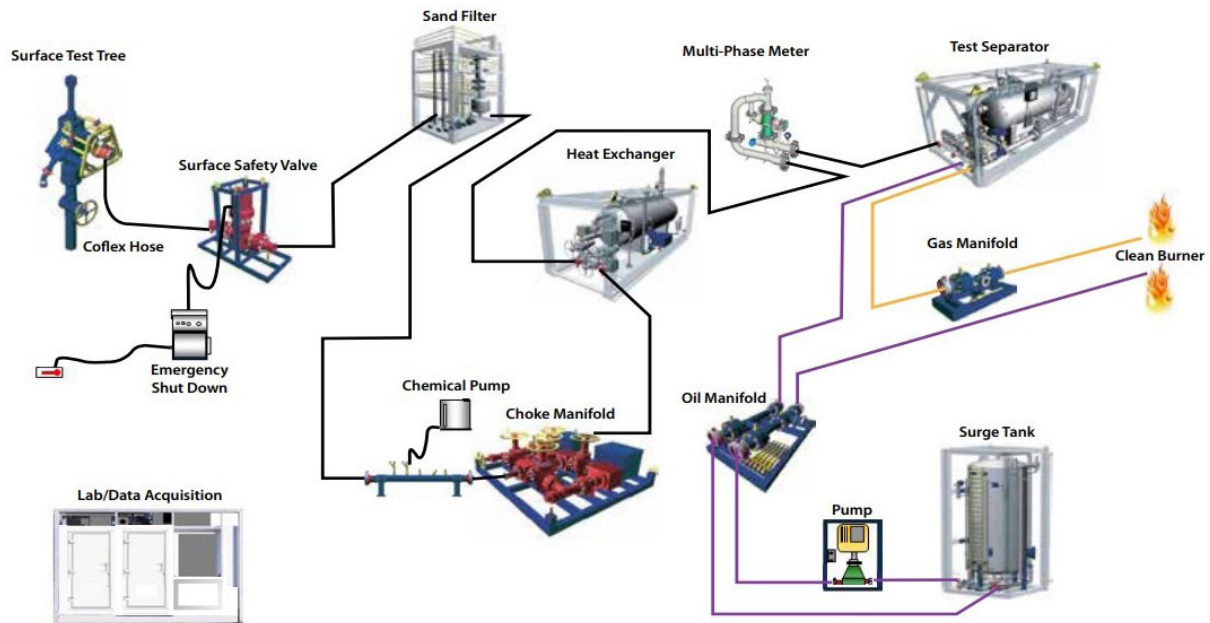 Sand Filter
Surface Test Tree
Multi-Phase Meter
Test Separator
Surface Safety Valve
Heat Exchanger
Coflex Hose
Gas Manifold
Clean Burner
Emergency
Shut Down
Chemical Pump
Choke Manifold
Oil Manifold
Surge Tank
Lab/Data Acquisition
Pump